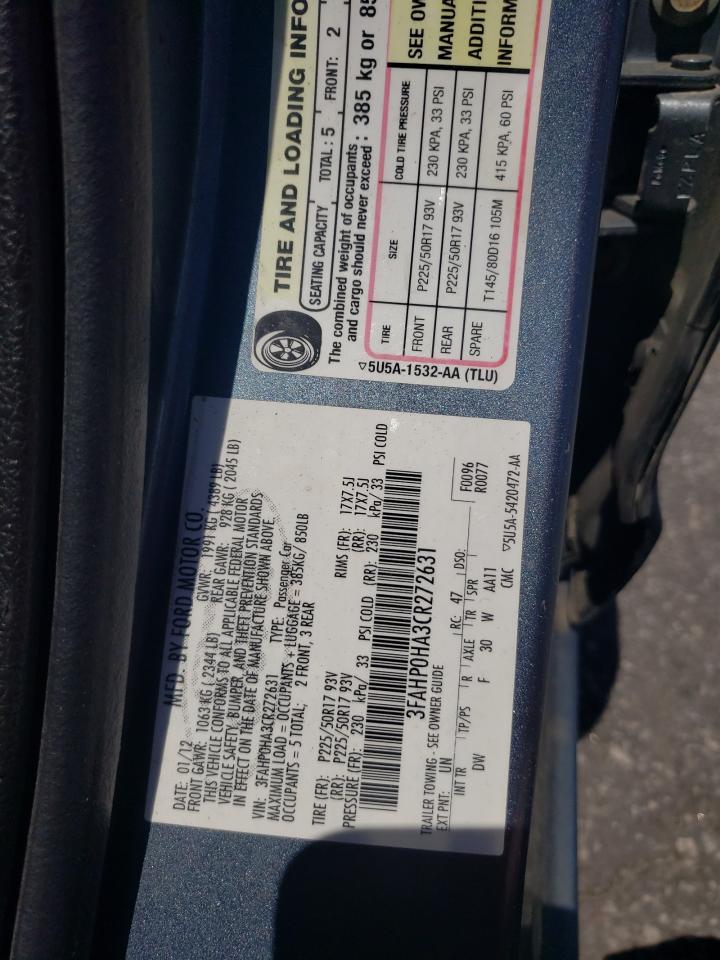 TIRE AND LOADING INFO
SEATING CAPACITY TOTAL : 5 FRONT: 2
The combined weight of occupants
and cargo should never exceed : 385 kg or 85
TIRE SIZE COLD TIRE PRESSURE SEE OW
FRONT P225/50R17 93V 230 KPA, 33 PSI MANUA
REAR P225/50R17 93V 230 KPA, 33 PSI ADDITI
SPARE T145/80D16 105M 415 KPA, 60 PSI INFORM
▽5U5A-1532-AA (TLU)
MFD. BY FORD MOTOR CO.
DATE: 01/12 GVWR: 1991 KG ( 4389 LB)
FRONT GAWR: 1063 KG ( 2344 LB) REAR GAWR: 928 KG ( 2045 LB)
THIS VEHICLE CONFORMS TO ALL APPLICABLE FEDERAL MOTOR
VEHICLE SAFETY, BUMPER, AND THEFT PREVENTION STANDARDS
IN EFFECT ON THE DATE OF MANUFACTURE SHOWN ABOVE
VIN: 3FAHP0HA3CR272631 TYPE: Passenger Car
MAXIMUM LOAD = OCCUPANTS + LUGGAGE = 385KG/ 850LB
OCCUPANTS = 5 TOTAL; 2 FRONT, 3 REAR
TIRE (FR): P225/50R17 93V RIMS (FR): 17X7.5J
(RR): P225/50R17 93V (RR): 17X7.5J
PRESSURE (FR): 230 kPa/ 33 PSI COLD (RR): 230 kPa/ 33 PSI COLD
3FAHP0HA3CR272631
TRAILER TOWING - SEE OWNER GUIDE
EXT PNT: UN RC: 47 DSO: F0096
R0077
INT TR TP/PS R AXLE TR SPR
DW F 30 W AA11
CMC ▽5U5A-5420472-AA